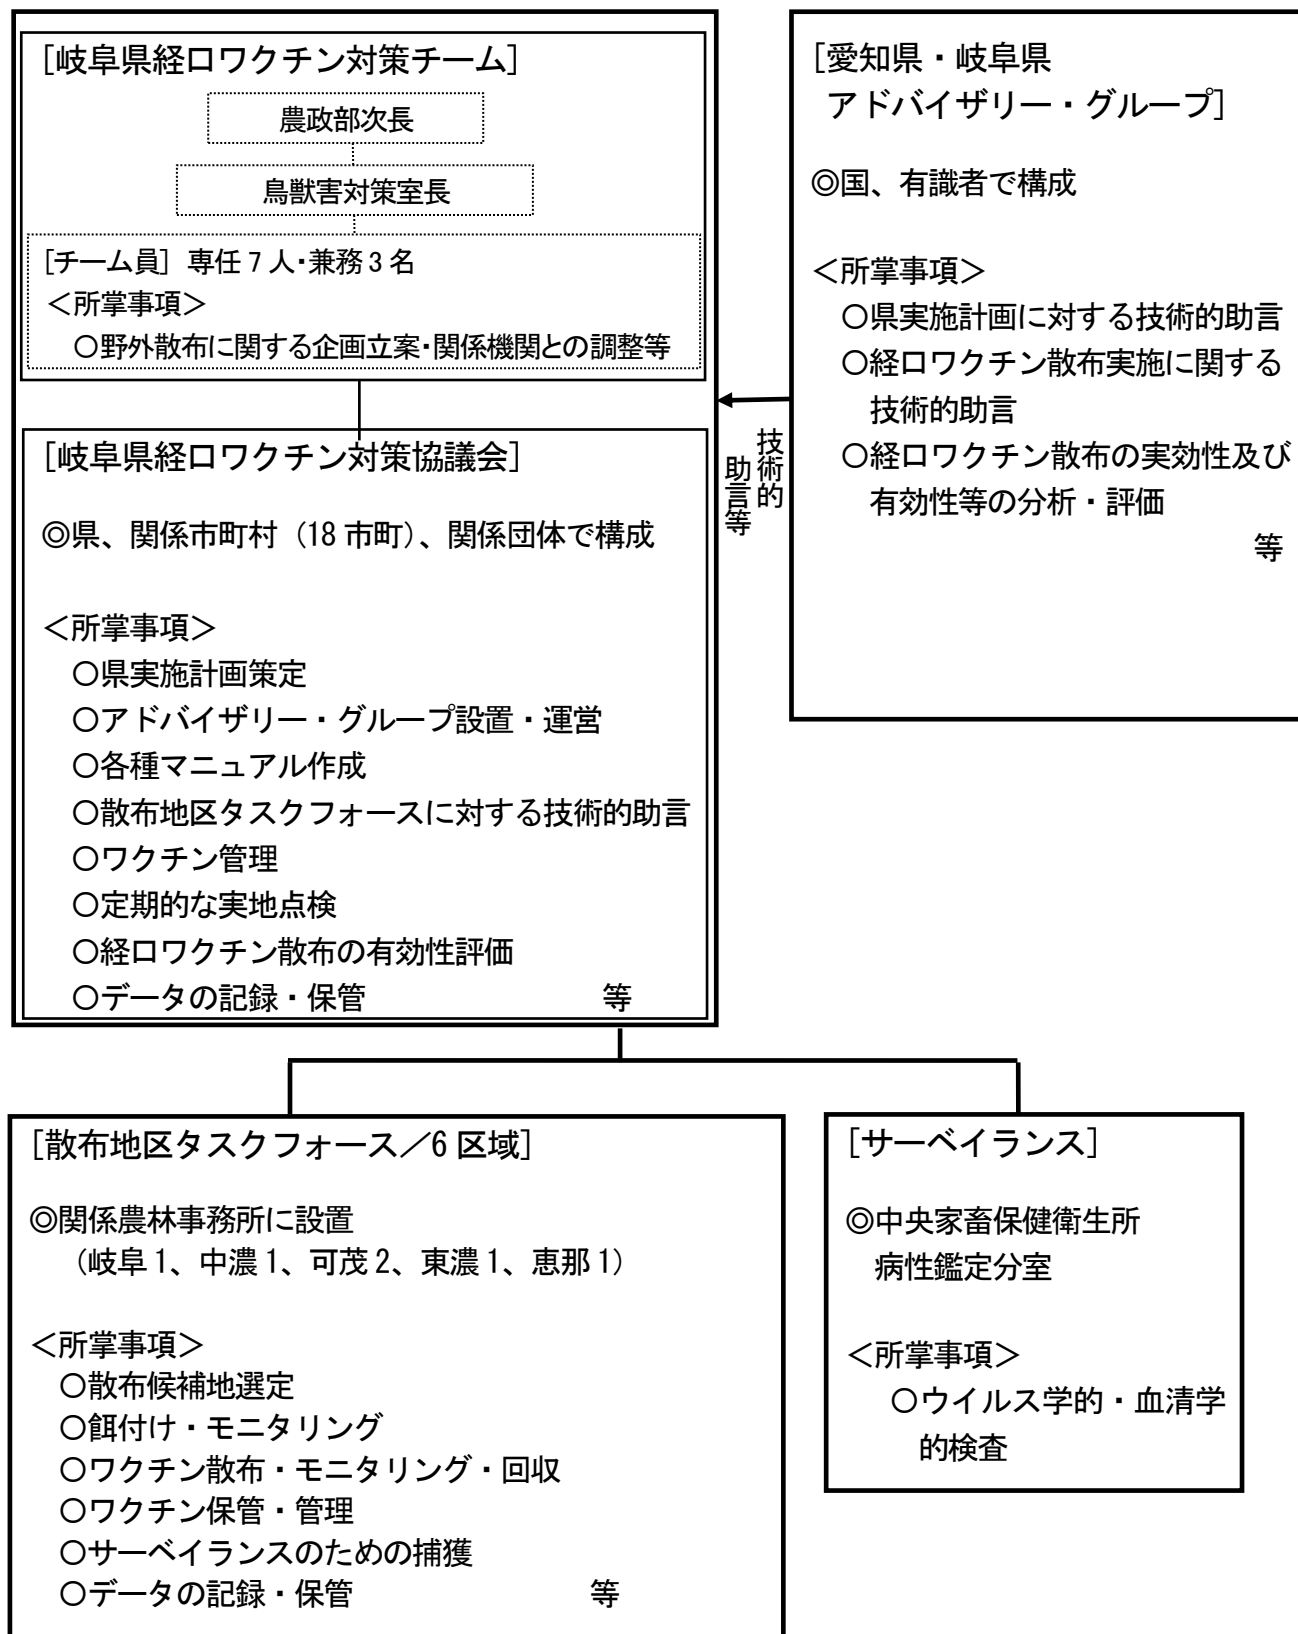 [岐阜県経口ワクチン対策チーム]
農政部次長
鳥獣害対策室長
[チーム員] 専任7人・兼務3名
＜所掌事項＞
○野外散布に関する企画立案・関係機関との調整等
[岐阜県経口ワクチン対策協議会]
◎県、関係市町村（18市町）、関係団体で構成
＜所掌事項＞
○県実施計画策定
○アドバイザリー・グループ設置・運営
○各種マニュアル作成
○散布地区タスクフォースに対する技術的助言
○ワクチン管理
○定期的な実地点検
○経口ワクチン散布の有効性評価
○データの記録・保管 等
技術的
助言等
[愛知県・岐阜県
アドバイザリー・グループ]
◎国、有識者で構成
＜所掌事項＞
○県実施計画に対する技術的助言
○経口ワクチン散布実施に関する
技術的助言
○経口ワクチン散布の実効性及び
有効性等の分析・評価
等
[散布地区タスクフォース／6区域]
◎関係農林事務所に設置
（岐阜1、中濃1、可茂2、東濃1、恵那1）
＜所掌事項＞
○散布候補地選定
○餌付け・モニタリング
○ワクチン散布・モニタリング・回収
○ワクチン保管・管理
○サーベイランスのための捕獲
○データの記録・保管 等
[サーベイランス]
◎中央家畜保健衛生所
病性鑑定分室
＜所掌事項＞
○ウイルス学的・血清学
的検査